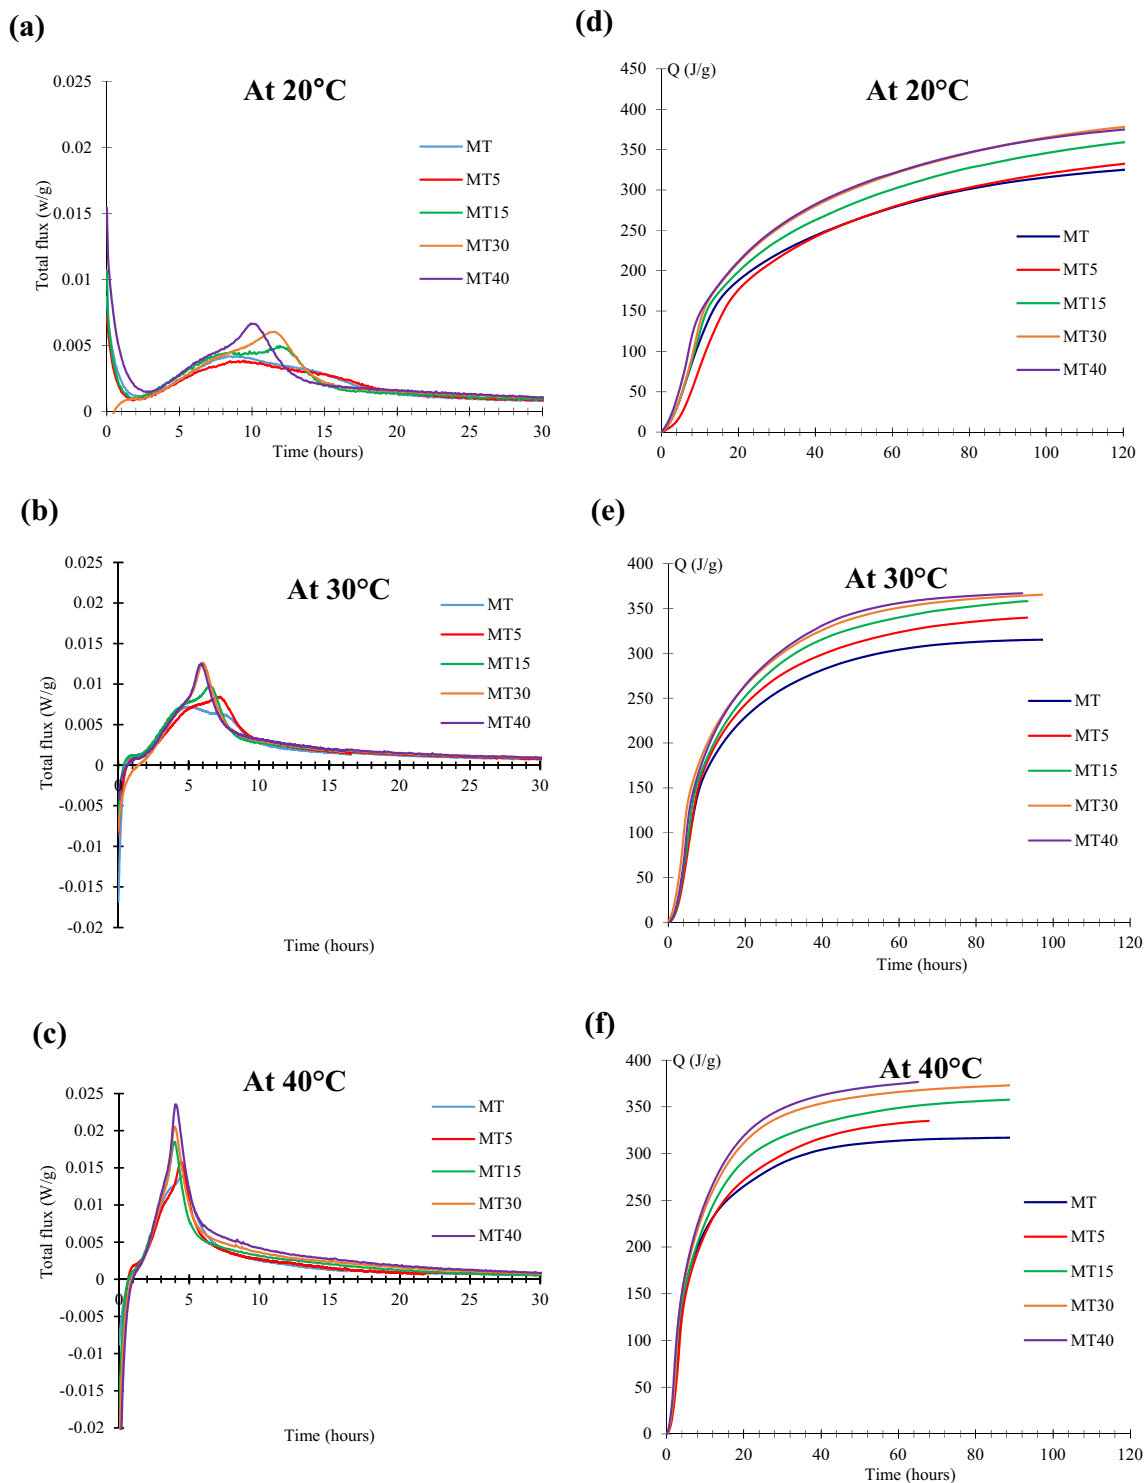 (a)
At 20°C
Total flux (w/g)
0.025
0.02
0.015
0.01
0.005
0
0 5 10 15 20 25 30
Time (hours)
MT
MT5
MT15
MT30
MT40
(d)
Q (J/g)
At 20°C
450
400
350
300
250
200
150
100
50
0
0 20 40 60 80 100 120
MT
MT5
MT15
MT30
MT40
(b)
At 30°C
Total flux (W/g)
0.025
0.02
0.015
0.01
0.005
0
-0.005
-0.01
-0.015
-0.02
0 5 10 15 20 25 30
Time (hours)
MT
MT5
MT15
MT30
MT40
(e)
Q (J/g)
At 30°C
400
350
300
250
200
150
100
50
0
0 20 40 60 80 100 120
Time (hours)
MT
MT5
MT15
MT30
MT40
(c)
At 40°C
Total flux (W/g)
0.025
0.02
0.015
0.01
0.005
0
-0.005
-0.01
-0.015
-0.02
0 5 10 15 20 25 30
Time (hours)
MT
MT5
MT15
MT30
MT40
(f)
Q (J/g)
At 40°C
400
350
300
250
200
150
100
50
0
0 20 40 60 80 100 120
Time (hours)
MT
MT5
MT15
MT30
MT40